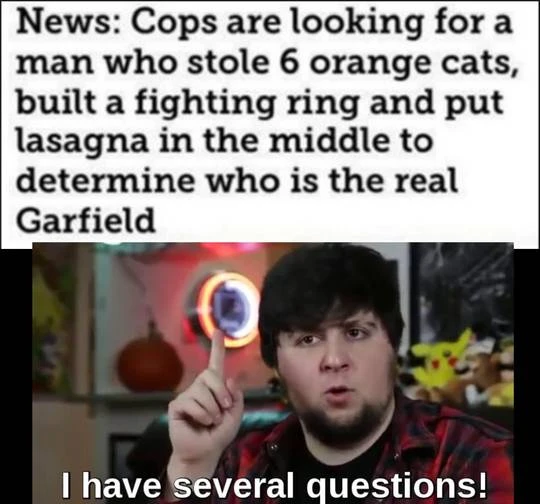 News: Cops are looking for a
man who stole 6 orange cats,
built a fighting ring and put
lasagna in the middle to
determine who is the real
Garfield
I have several questions!